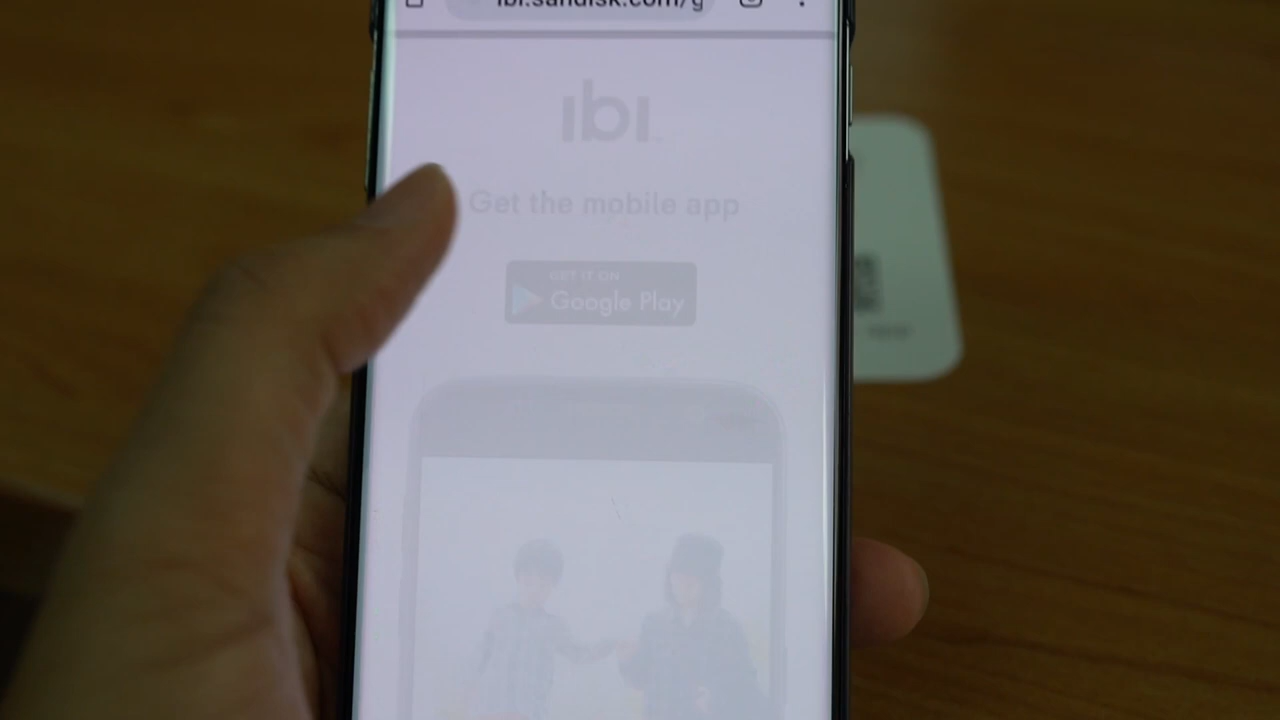 ibi.sandisk.com/g
ibi
Get the mobile app
GET IT ON
Google Play